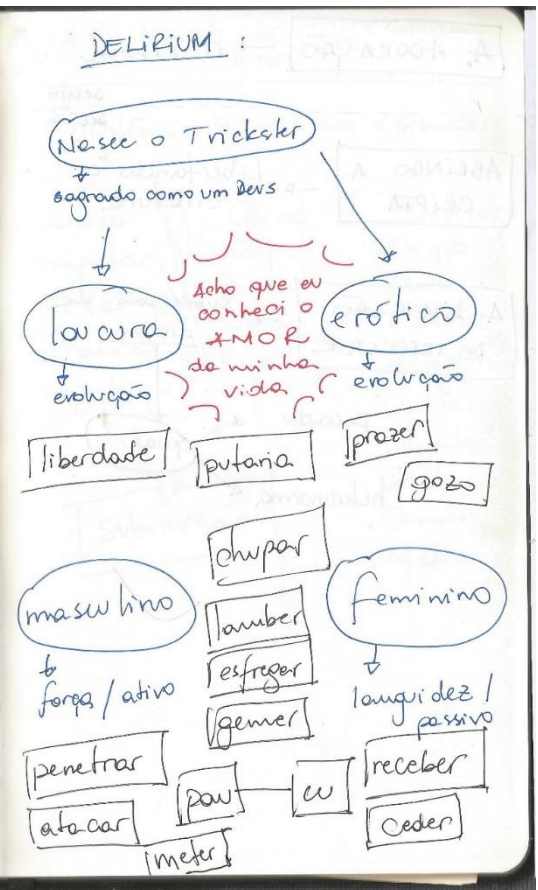 DELIRIUM :
Nasce o Trickster
sagrado como um Deus
loucura
evolução
liberdade
Acho que eu
conheci o
AMOR
da minha
vida
putaria
erótico
evolução
prazer
gozo
chupar
lamber
esfregar
gemer
masculino
força / ativo
penetrar
atacar
meter
pau
cu
feminino
languidez /
passivo
receber
ceder